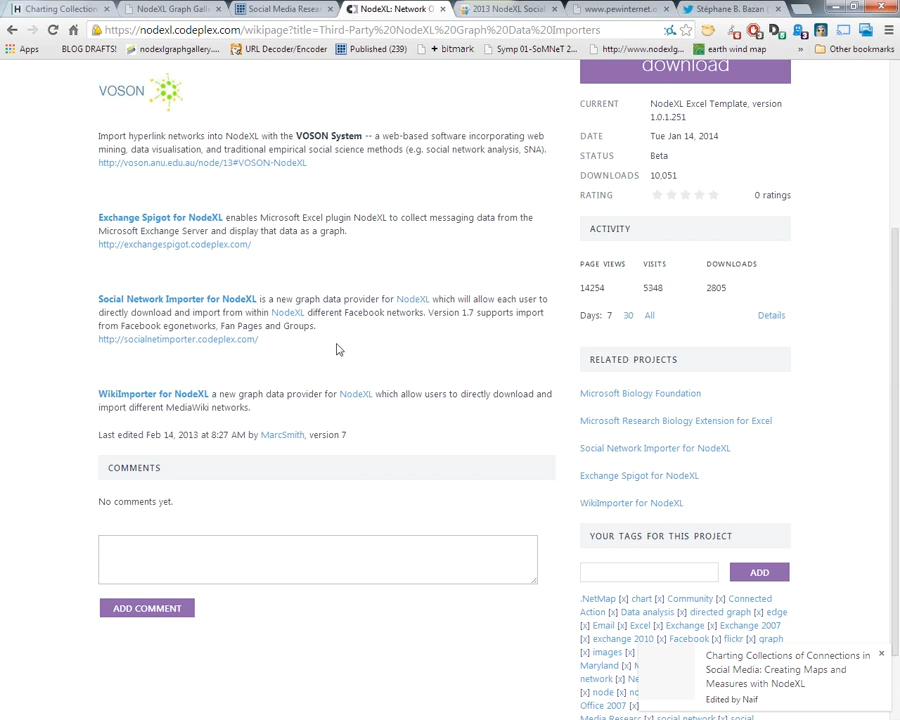 Charting Collection
NodeXL Graph Gall
Social Media Resear
NodeXL: Network O
2013 NodeXL Social
www.pewinternet.o
Stéphane B. Bazan (
https://nodexl.codeplex.com/wikipage?title=Third-Party%20NodeXL%20Graph%20Data%20Importers
Apps
BLOG DRAFTS!
nodexlgraphgallery....
URL Decoder/Encoder
Published (239)
+ bitmark
Symp 01-SoMNeT 2...
http://www.nodexlg...
earth wind map
»
Other bookmarks
VOSON
Import hyperlink networks into NodeXL with the VOSON System -- a web-based software incorporating web
mining, data visualisation, and traditional empirical social science methods (e.g. social network analysis, SNA).
http://voson.anu.edu.au/node/13#VOSON-NodeXL
Exchange Spigot for NodeXL enables Microsoft Excel plugin NodeXL to collect messaging data from the
Microsoft Exchange Server and display that data as a graph.
http://exchangespigot.codeplex.com/
Social Network Importer for NodeXL is a new graph data provider for NodeXL which will allow each user to
directly download and import from within NodeXL different Facebook networks. Version 1.7 supports import
from Facebook egonetworks, Fan Pages and Groups.
http://socialnetimporter.codeplex.com/
WikiImporter for NodeXL a new graph data provider for NodeXL which allow users to directly download and
import different MediaWiki networks.
Last edited Feb 14, 2013 at 8:27 AM by MarcSmith, version 7
COMMENTS
No comments yet.
ADD COMMENT
download
CURRENT NodeXL Excel Template, version
1.0.1.251
DATE Tue Jan 14, 2014
STATUS Beta
DOWNLOADS 10,051
RATING 0 ratings
ACTIVITY
PAGE VIEWS VISITS DOWNLOADS
14254 5348 2805
Days: 7 30 All Details
RELATED PROJECTS
Microsoft Biology Foundation
Microsoft Research Biology Extension for Excel
Social Network Importer for NodeXL
Exchange Spigot for NodeXL
WikiImporter for NodeXL
YOUR TAGS FOR THIS PROJECT
ADD
.NetMap [x] chart [x] Community [x] Connected
Action [x] Data analysis [x] directed graph [x] edge
[x] Email [x] Excel [x] Exchange [x] Exchange 2007
[x] exchange 2010 [x] Facebook [x] flickr [x] graph
[x] images [x]
Maryland [x] M
network [x] Ne
[x] node [x] no
Office 2007 [x]
Media Researc [x] social network [x] social
Charting Collections of Connections in
Social Media: Creating Maps and
Measures with NodeXL
Edited by Naif